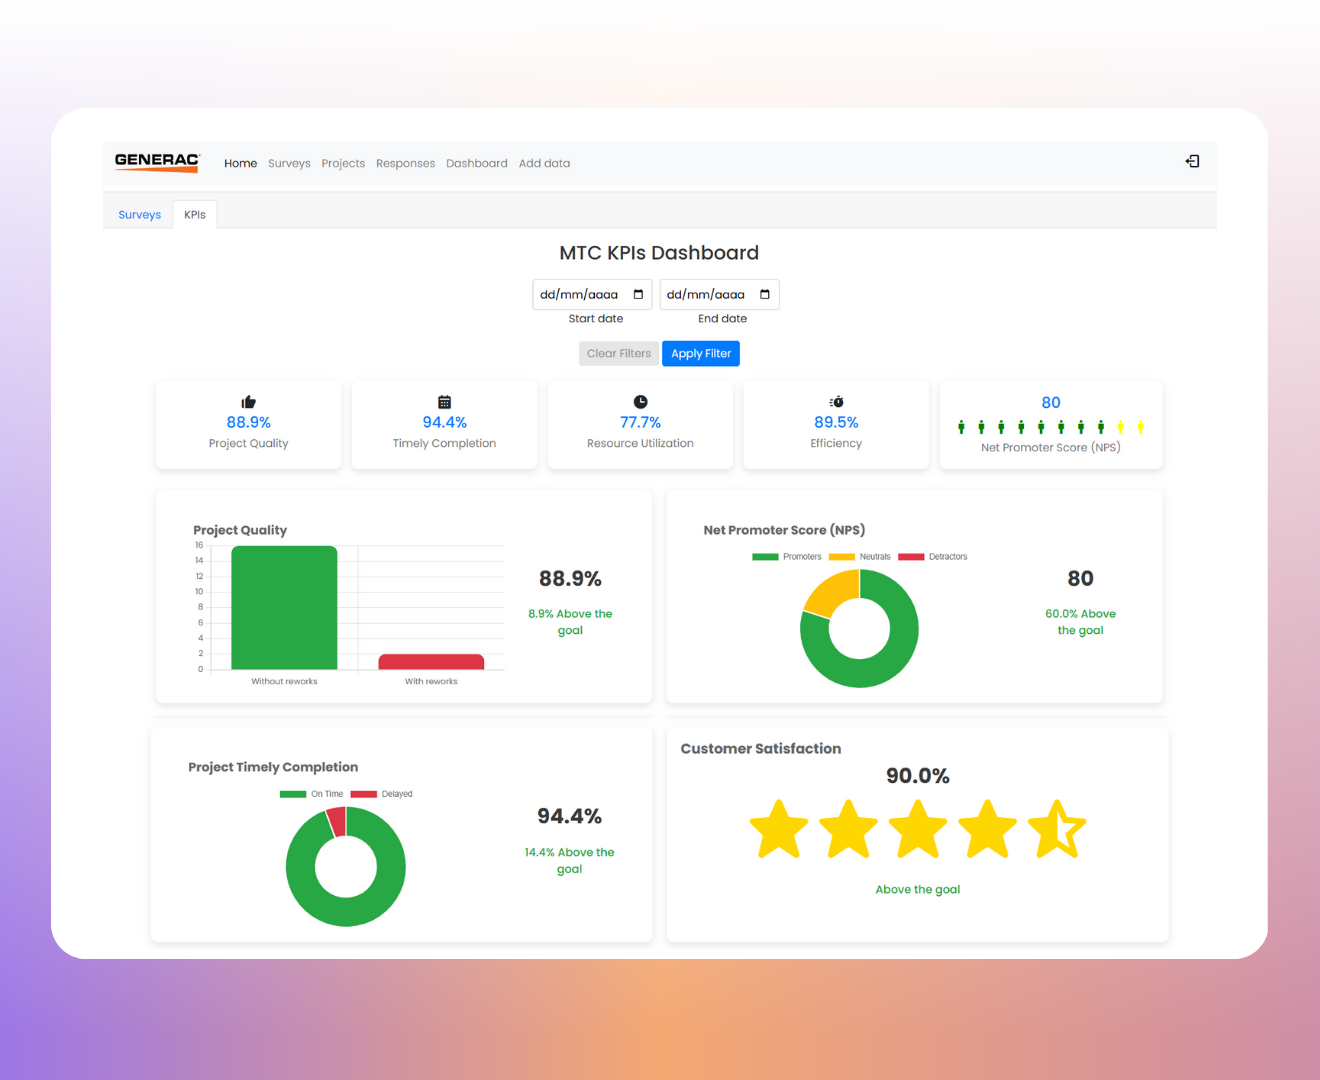 GENERAC
Home Surveys Projects Responses Dashboard Add data
Surveys KPIs
MTC KPIs Dashboard
dd/mm/aaaa dd/mm/aaaa
Start date End date
Clear Filters Apply Filter
88.9%
Project Quality
94.4%
Timely Completion
77.7%
Resource Utilization
89.5%
Efficiency
80
Net Promoter Score (NPS)
Project Quality
16
14
12
10
8
6
4
2
0
Without reworks With reworks
88.9%
8.9% Above the
goal
Net Promoter Score (NPS)
Promoters Neutrals Detractors
80
60.0% Above
the goal
Project Timely Completion
On Time Delayed
94.4%
14.4% Above the
goal
Customer Satisfaction
90.0%
Above the goal